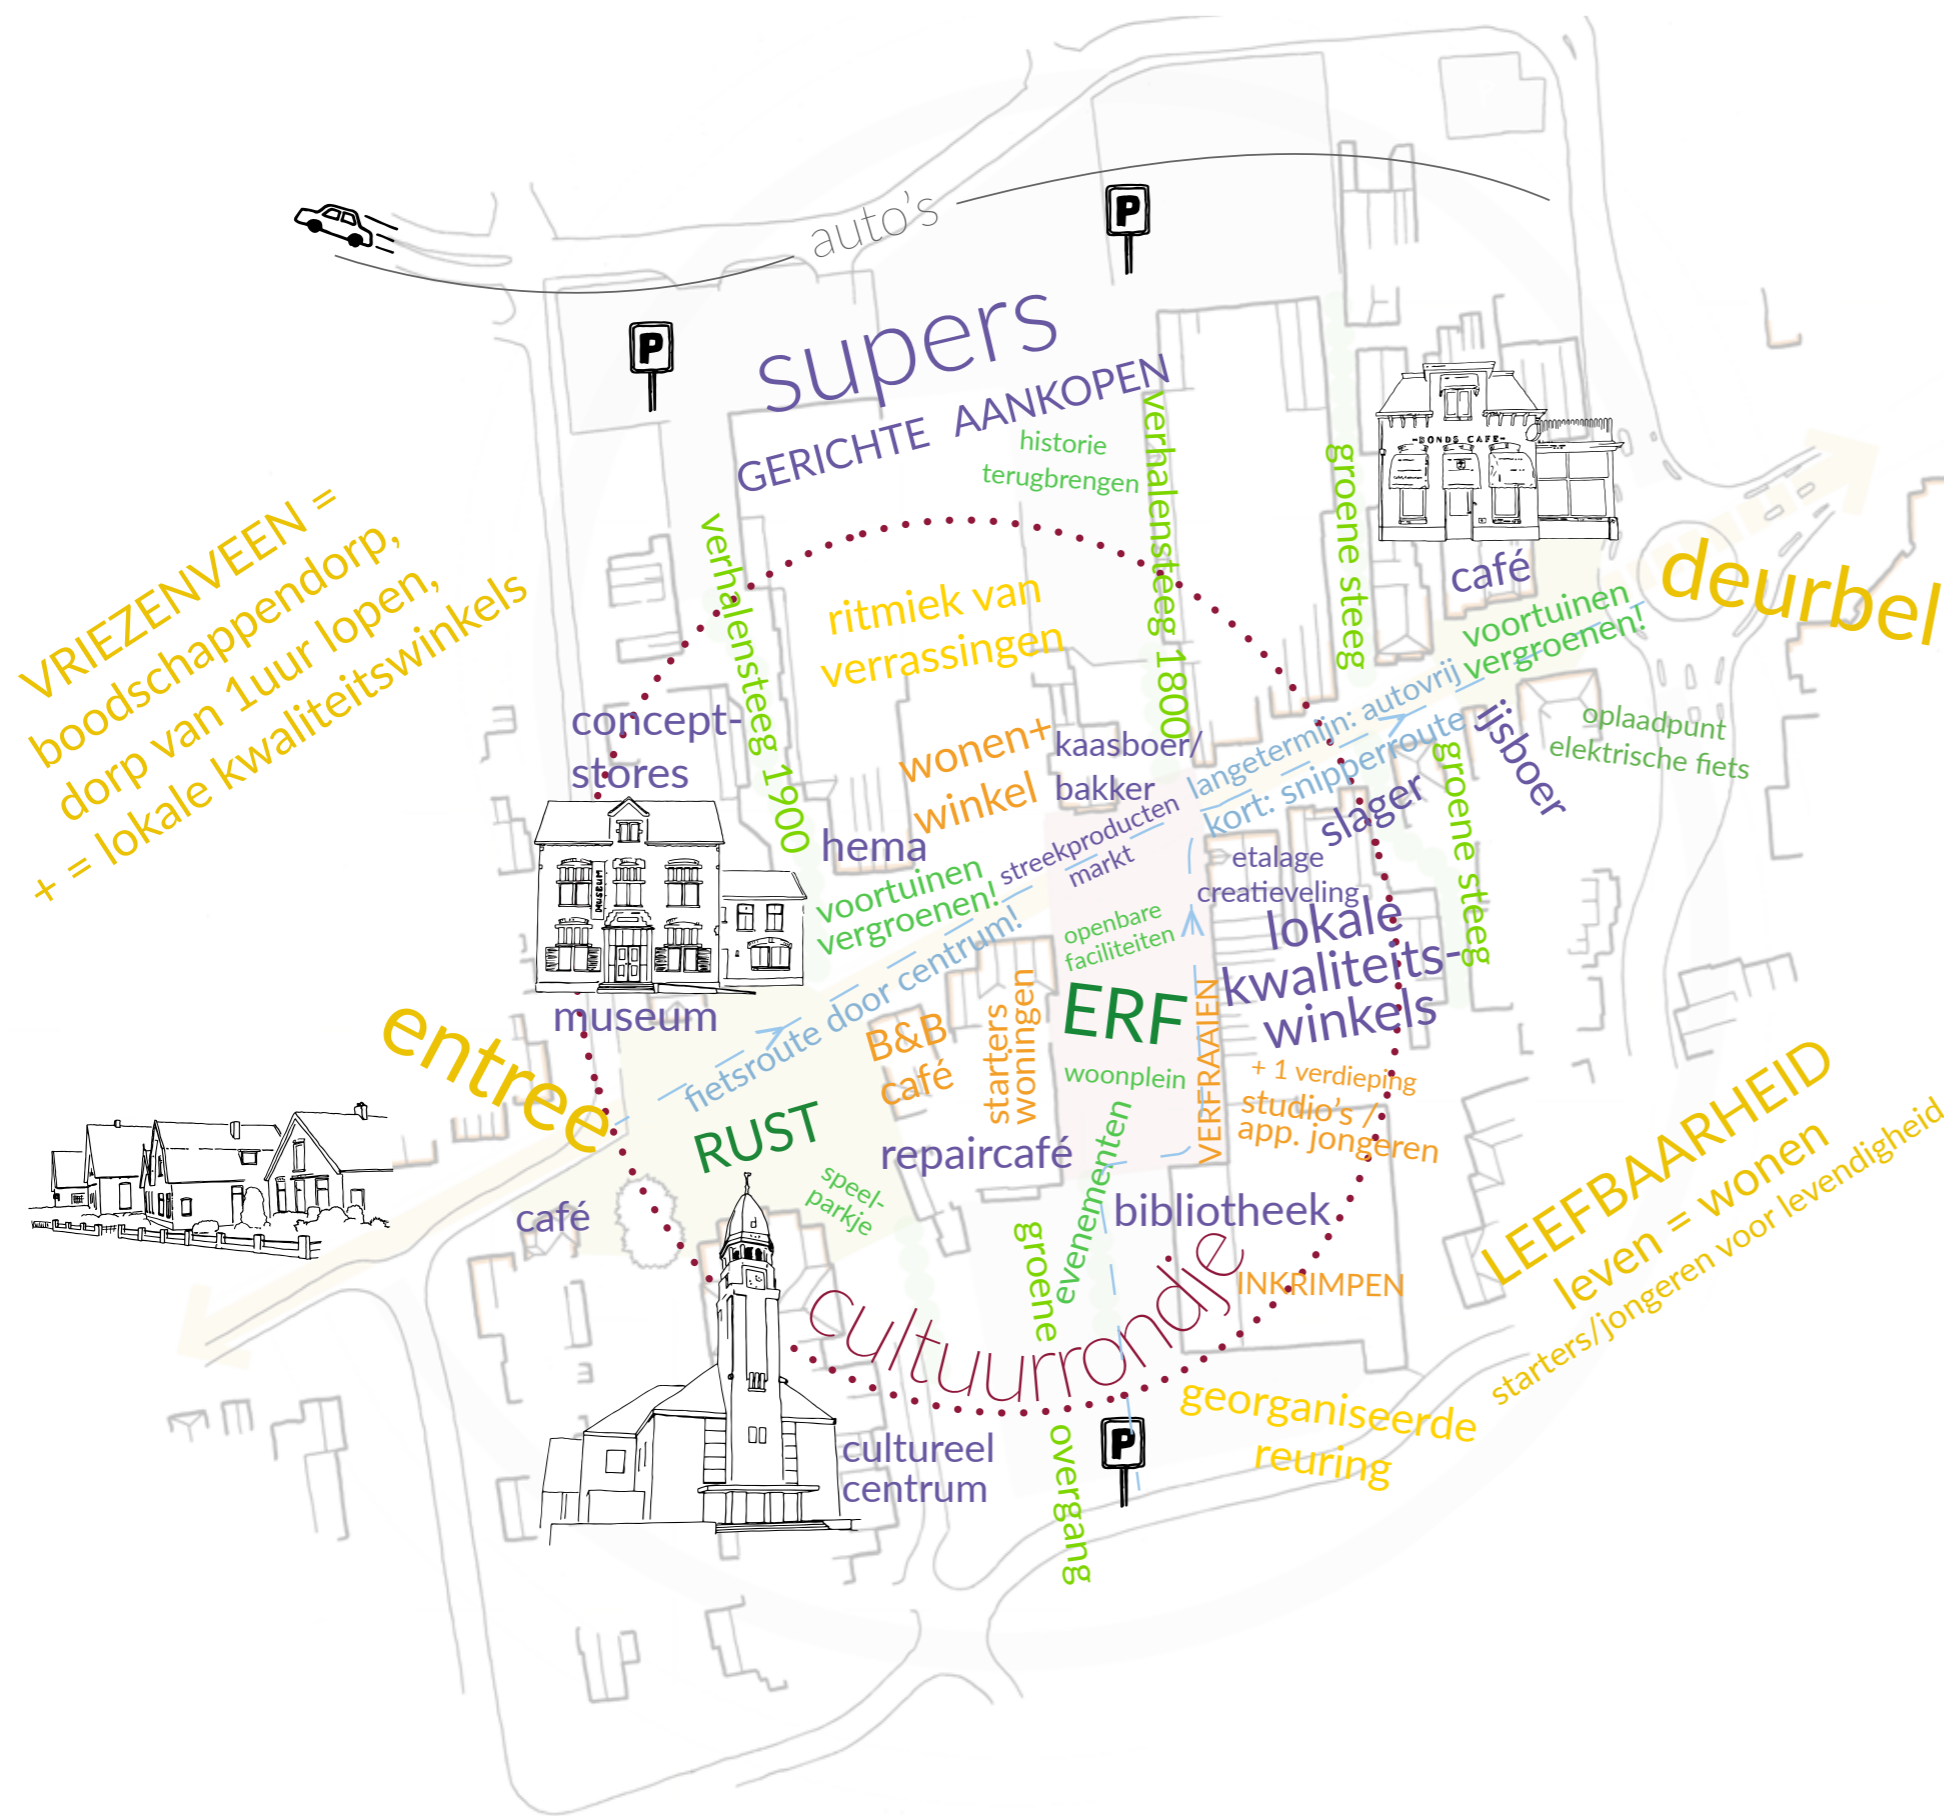 auto's
P
P
supers
GERICHTE AANKOPEN
historie
terugbrengen
verhalensteeg 1800
groene steeg
-BONDS CAFE-
café
deurbel
voortuinen
vergroenen!
VRIEZENVEEN =
boodschappendorp,
dorp van 1uur lopen,
+ = lokale kwaliteitswinkels
verhalensteeg 1900
ritmiek van
verrassingen
concept-
stores
wonen+
winkel
kaasboer/
bakker
langetermijn: autovrij
kort: snipperroute
ijsboer
oplaadpunt
elektrische fiets
slager
groene steeg
hema
voortuinen
vergroenen!
streekproducten
markt
etalage
creatieveling
MUSEUM
museum
fietsroute door centrum!
openbare
faciliteiten
lokale
kwaliteits-
winkels
ERF
woonplein
VERFRAAIEN
starters
woningen
B&B
café
entree
RUST
speel-
parkje
repaircafé
+ 1 verdieping
studio's /
app. jongeren
evenementen
bibliotheek
café
INKRIMPEN
LEEFBAARHEID
leven = wonen
starters/jongeren voor levendigheid
groene
cultuurrondje
overgang
P
georganiseerde
reuring
cultureel
centrum